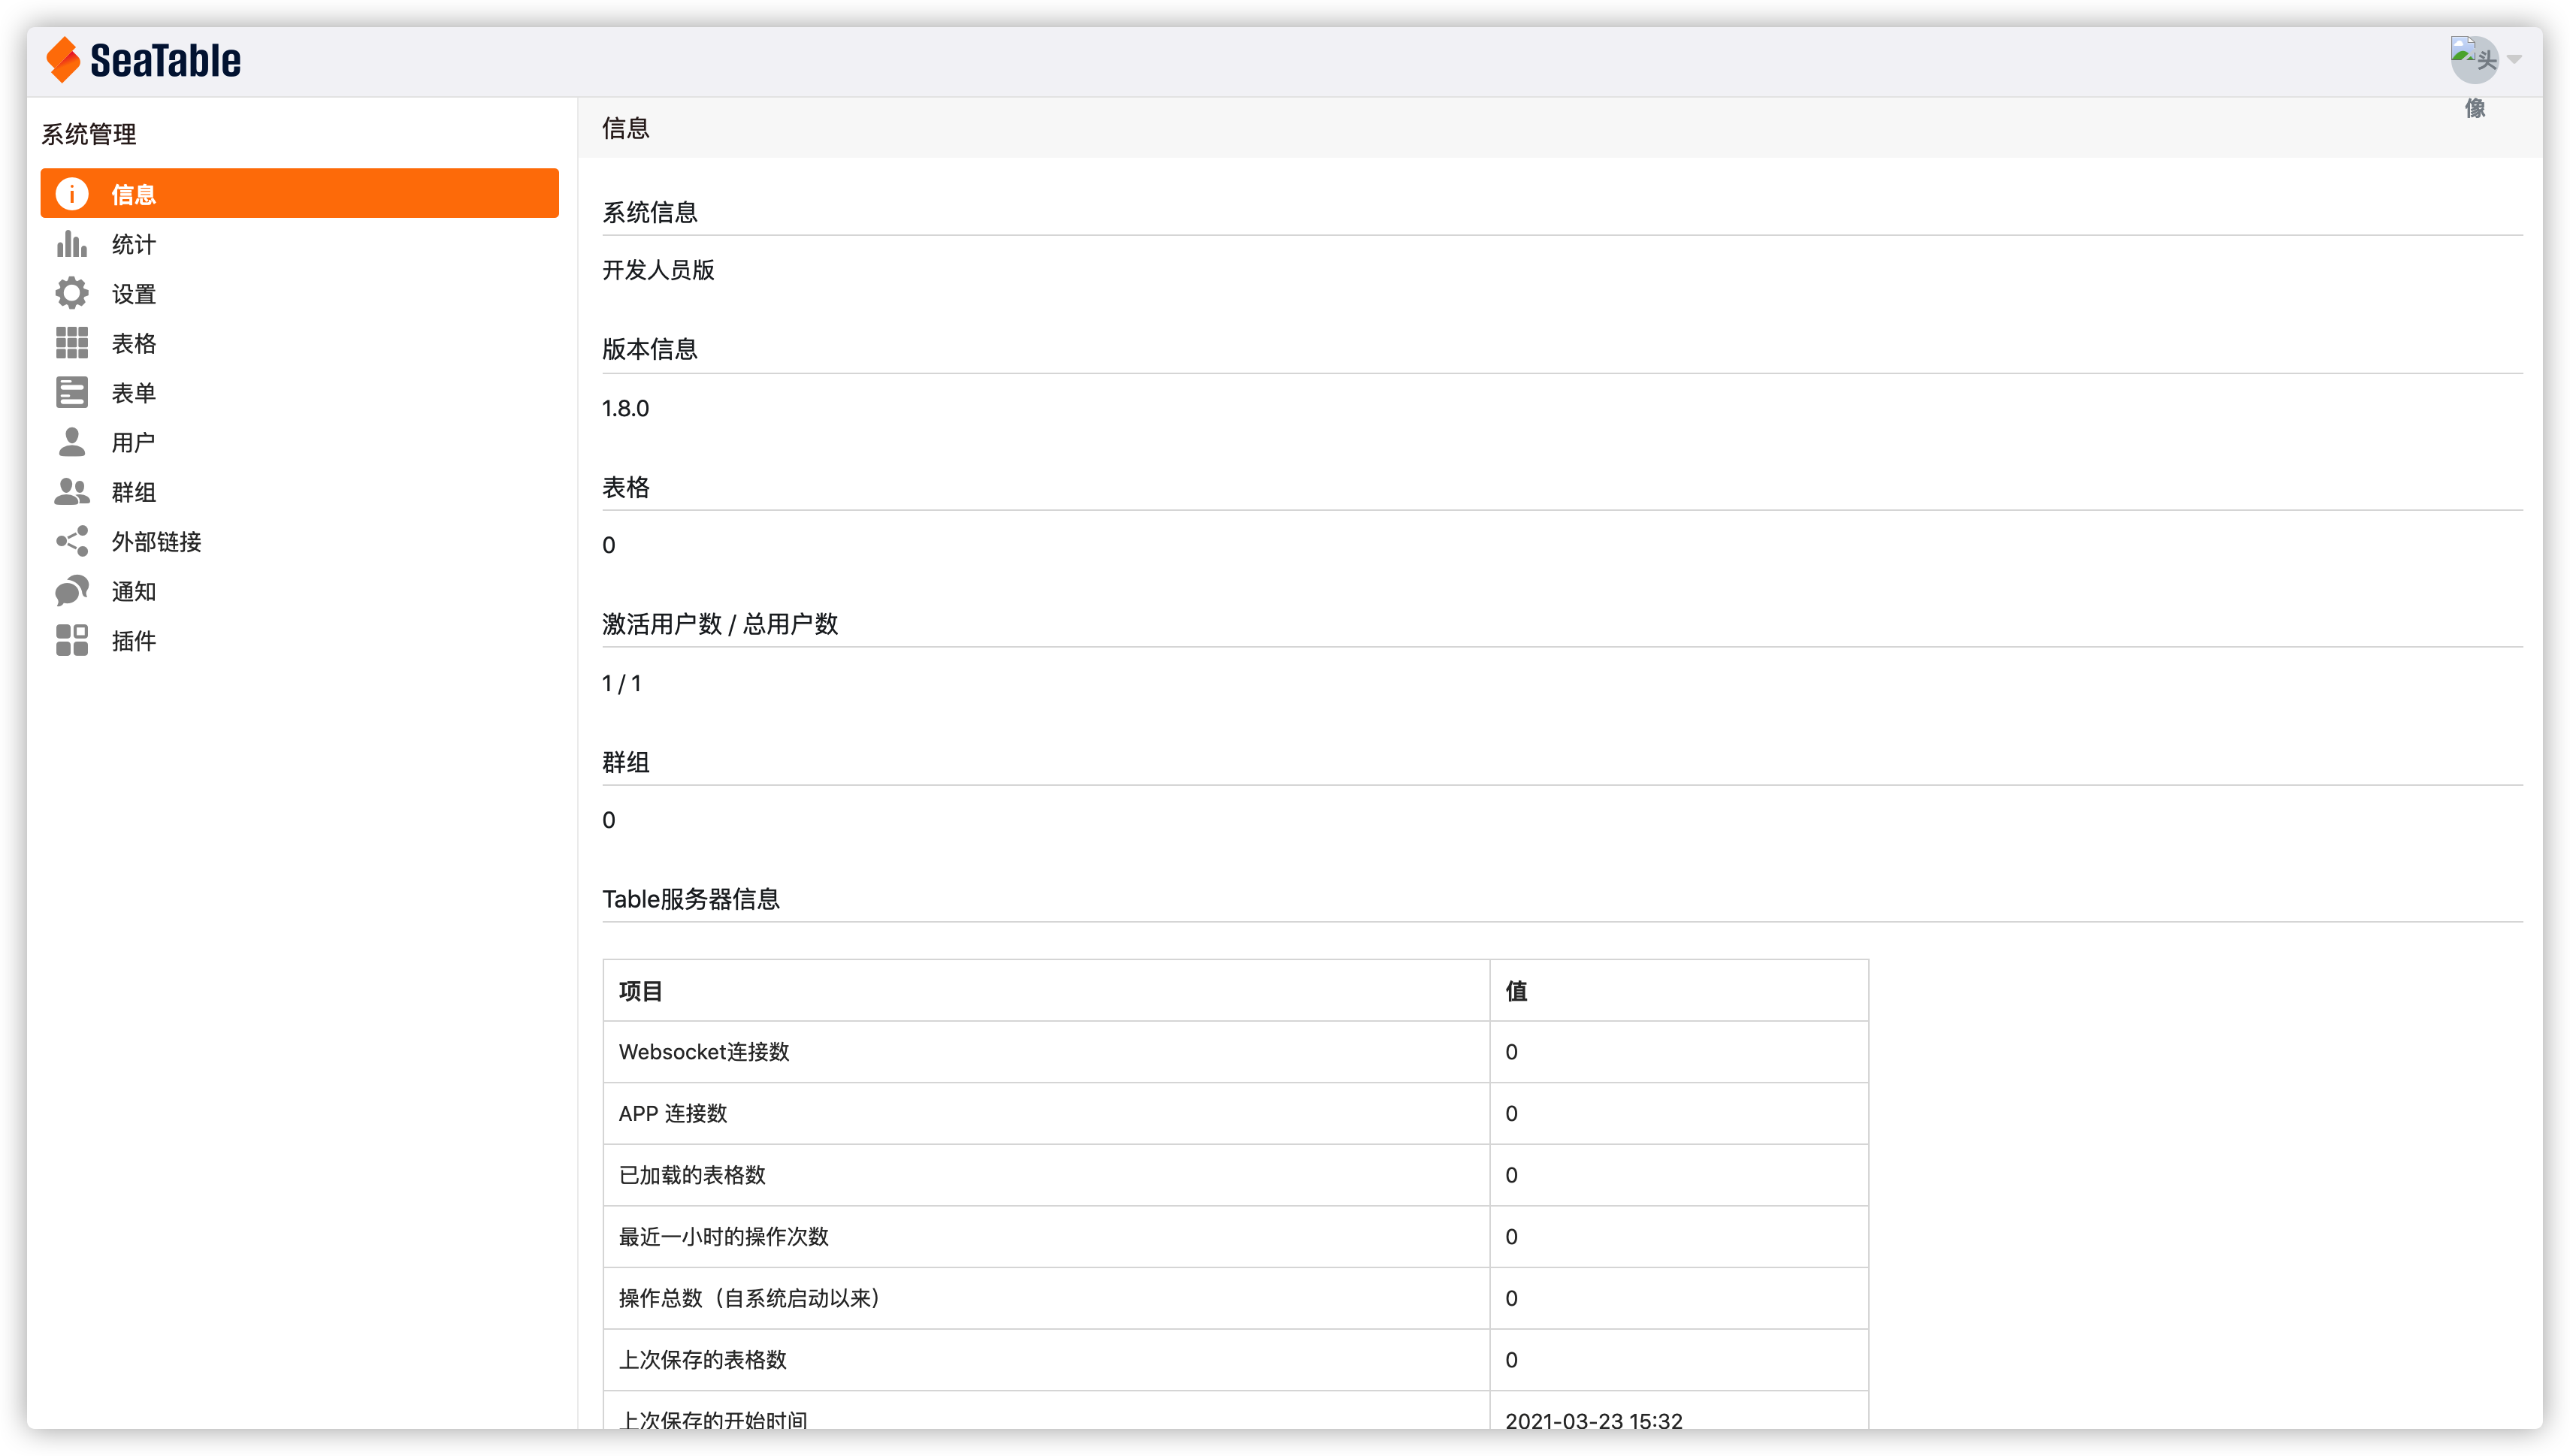 SeaTable
头
像
系统管理
信息
统计
设置
表格
表单
用户
群组
外部链接
通知
插件
信息
系统信息
开发人员版
版本信息
1.8.0
表格
0
激活用户数 / 总用户数
1 / 1
群组
0
Table服务器信息
项目 值
Websocket连接数 0
APP 连接数 0
已加载的表格数 0
最近一小时的操作次数 0
操作总数（自系统启动以来） 0
上次保存的表格数 0
上次保存的开始时间 2021-03-23 15:32